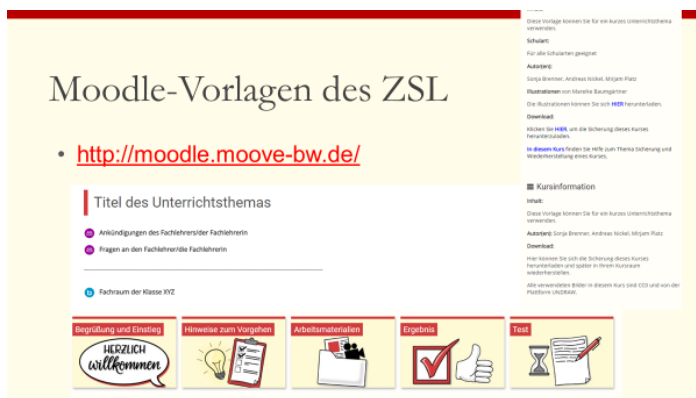 Moodle-Vorlagen des ZSL
• http://moodle.moove-bw.de/
Titel des Unterrichtsthemas
Ankündigungen des Fachlehrers/der Fachlehrerin
Fragen an den Fachlehrer/die Fachlehrerin
Fachraum der Klasse XYZ
Begrüßung und Einstieg
HERZLICH
willkommen
Hinweise zum Vorgehen
Arbeitsmaterialien
Ergebnis
Test
Diese Vorlage können Sie für ein kurzes Unterrichtsthema
verwenden.
Schulart:
Für alle Schularten geeignet
Autor(en):
Sonja Brenner, Andreas Nickel, Mirjam Platz
Illustrationen von Mareike Baumgärtner
Die Illustrationen können Sie sich HIER herunterladen.
Download:
Klicken Sie HIER, um die Sicherung dieses Kurses
herunterzuladen.
In diesem Kurs finden Sie Hilfe zum Thema Sicherung und
Wiederherstellung eines Kurses.
Kursinformation
Inhalt:
Diese Vorlage können Sie für ein kurzes Unterrichtsthema
verwenden.
Autor(en): Sonja Brenner, Andreas Nickel, Mirjam Platz
Download:
Hier können Sie sich die Sicherung dieses Kurses
herunterladen und später in Ihrem Kursraum
wiederherstellen.
Alle verwendeten Bilder in diesem Kurs sind CC0 und von der
Plattform UNDRAW.